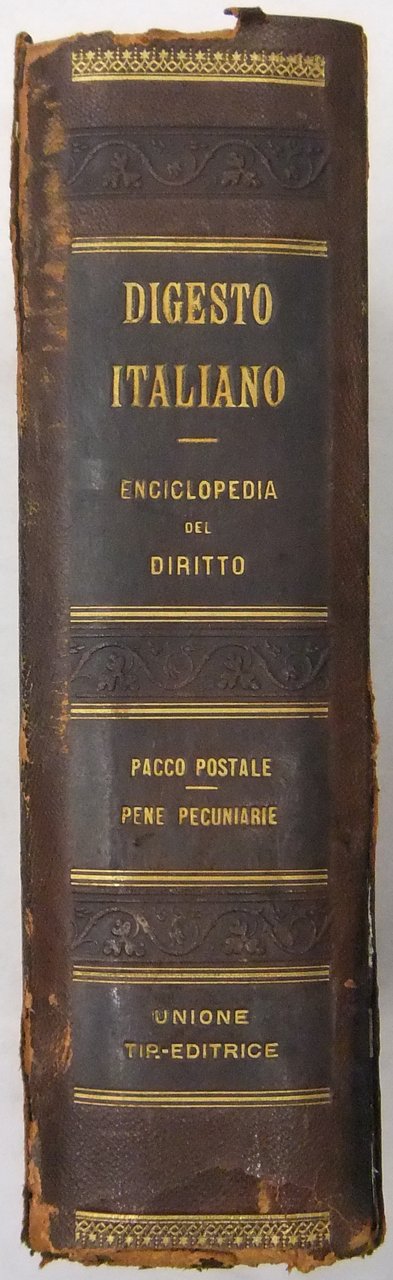 DIGESTO
ITALIANO
ENCICLOPEDIA
DEL
DIRITTO
PACCO POSTALE
PENE PECUNIARIE
UNIONE
TIP.-EDITRICE